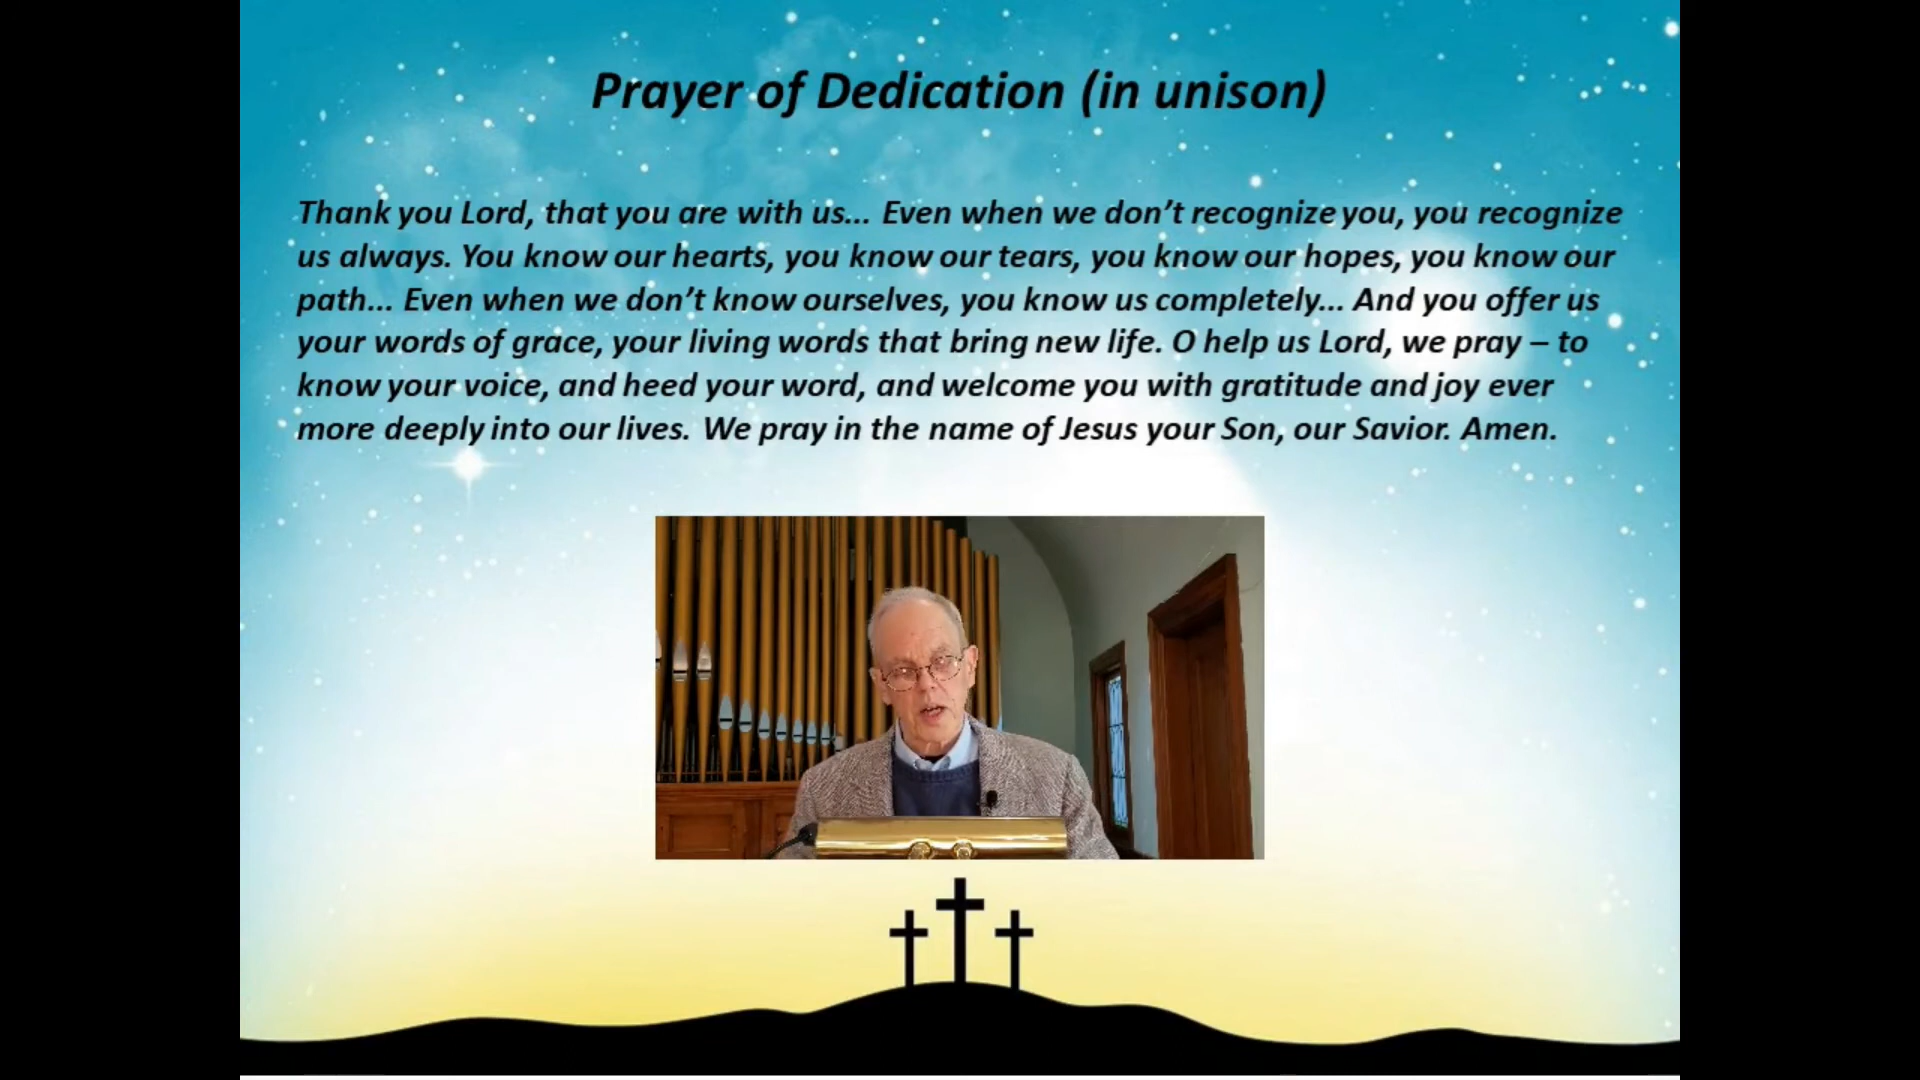 Prayer of Dedication (in unison)
Thank you Lord, that you are with us... Even when we don’t recognize you, you recognize
us always. You know our hearts, you know our tears, you know our hopes, you know our
path... Even when we don’t know ourselves, you know us completely... And you offer us
your words of grace, your living words that bring new life. O help us Lord, we pray – to
know your voice, and heed your word, and welcome you with gratitude and joy ever
more deeply into our lives. We pray in the name of Jesus your Son, our Savior. Amen.